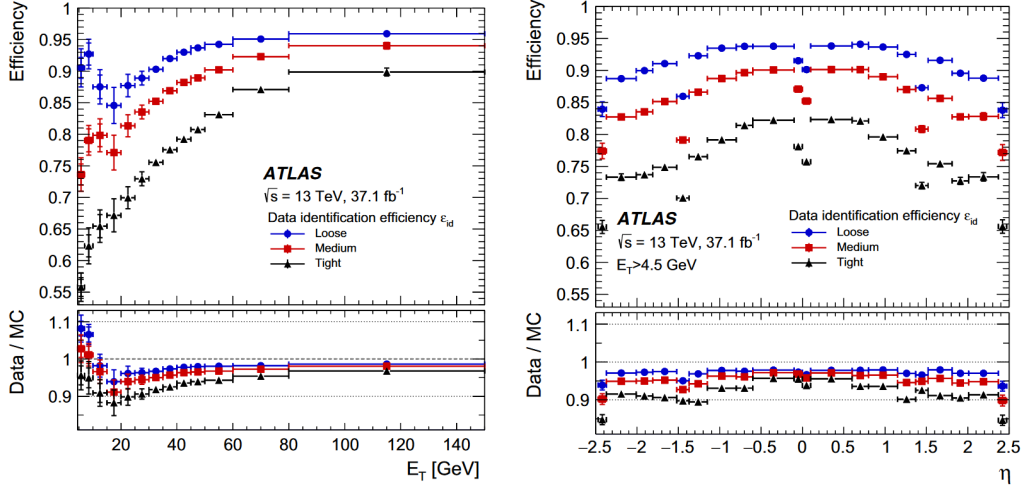 Efficiency
1
0.95
0.9
0.85
0.8
0.75
0.7
0.65
0.6
0.55
ATLAS
√s = 13 TeV, 37.1 fb⁻¹
Data identification efficiency ε_id
Loose
Medium
Tight
Data / MC
1.1
1
0.9
20 40 60 80 100 120 140
E_T [GeV]
Efficiency
1
0.95
0.9
0.85
0.8
0.75
0.7
0.65
0.6
0.55
ATLAS
√s = 13 TeV, 37.1 fb⁻¹
E_T>4.5 GeV
Data identification efficiency ε_id
Loose
Medium
Tight
Data / MC
1.1
1.0
0.9
−2.5 −2 −1.5 −1 −0.5 0 0.5 1 1.5 2 2.5
η